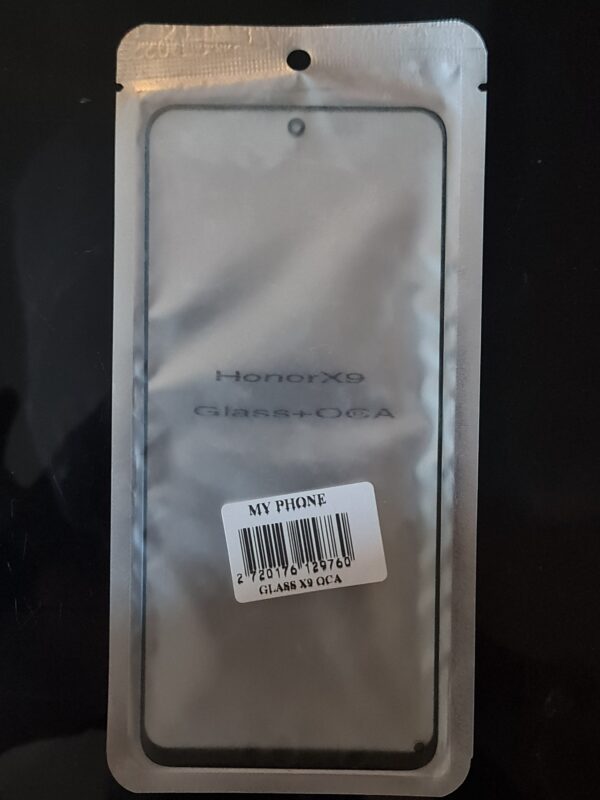 HonorX9
Glass+OCA
MY PHONE
2 720176 129760
GLASS X9 OCA